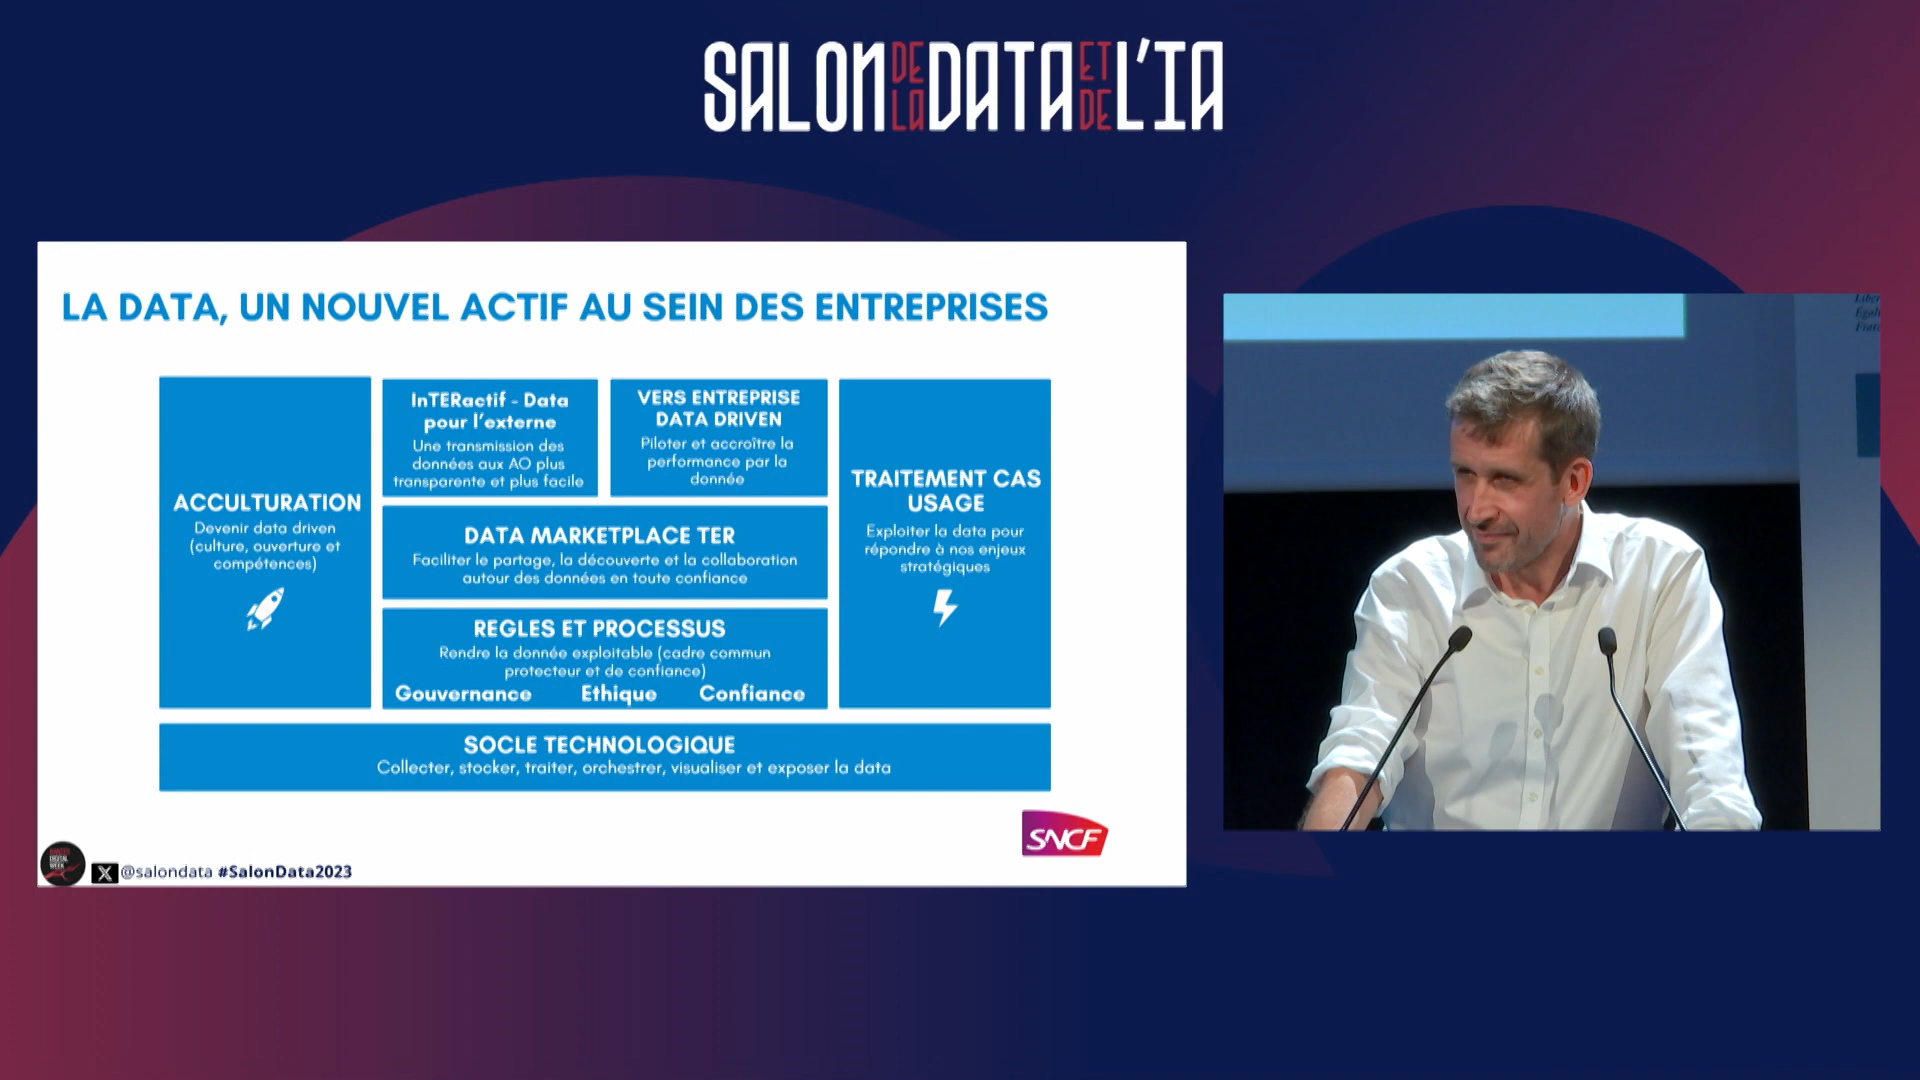 SALON DE LA DATA ET DE L'IA
LA DATA, UN NOUVEL ACTIF AU SEIN DES ENTREPRISES
ACCULTURATION
Devenir data driven
(culture, ouverture et
compétences)
InTERactif - Data
pour l'externe
Une transmission des
données aux AO plus
transparente et plus facile
VERS ENTREPRISE
DATA DRIVEN
Piloter et accroître la
performance par la
donnée
DATA MARKETPLACE TER
Faciliter le partage, la découverte et la collaboration
autour des données en toute confiance
REGLES ET PROCESSUS
Rendre la donnée exploitable (cadre commun
protecteur et de confiance)
Gouvernance Ethique Confiance
TRAITEMENT CAS
USAGE
Exploiter la data pour
répondre à nos enjeux
stratégiques
SOCLE TECHNOLOGIQUE
Collecter, stocker, traiter, orchestrer, visualiser et exposer la data
SNCF
NANTES
DIGITAL
WEEK
X @salondata #SalonData2023